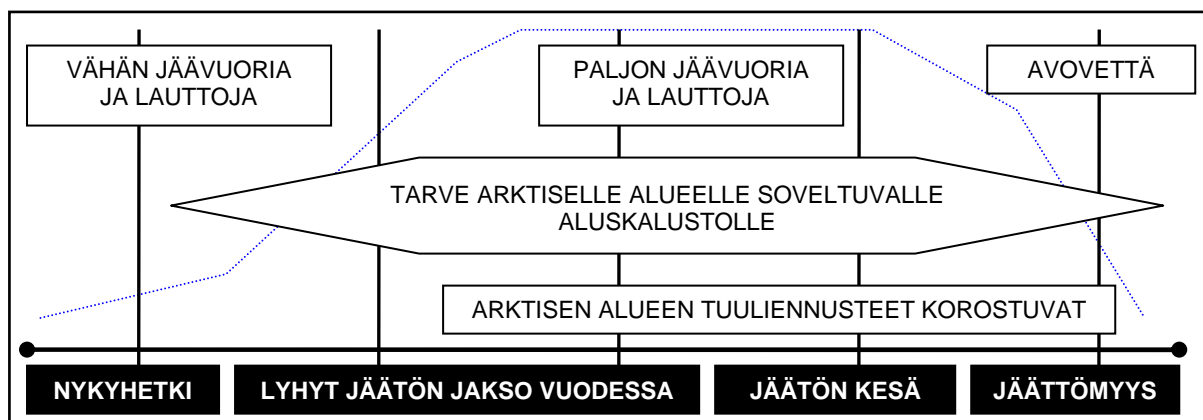 VÄHÄN JÄÄVUORIA
JA LAUTTOJA
PALJON JÄÄVUORIA
JA LAUTTOJA
AVOVETTÄ
TARVE ARKTISELLE ALUEELLE SOVELTUVALLE
ALUSKALUSTOLLE
ARKTISEN ALUEEN TUULIENNUSTEET KOROSTUVAT
NYKYHETKI
LYHYT JÄÄTÖN JAKSO VUODESSA
JÄÄTÖN KESÄ
JÄÄTTÖMYYS